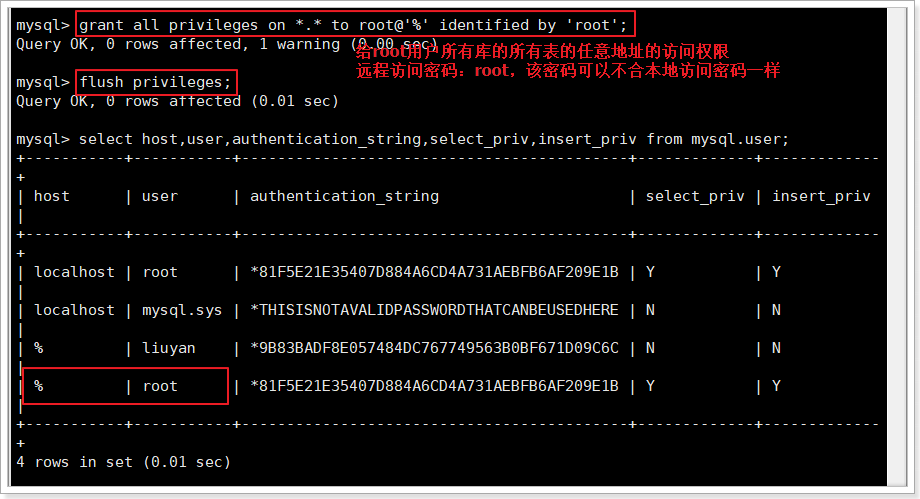 mysql> grant all privileges on *.* to root@'%' identified by 'root';
Query OK, 0 rows affected, 1 warning (0.00 sec)
给root用户所有库的所有表的任意地址的访问权限
远程访问密码：root，该密码可以不合本地访问密码一样
mysql> flush privileges;
Query OK, 0 rows affected (0.01 sec)
mysql> select host,user,authentication_string,select_priv,insert_priv from mysql.user;
+-----------+-----------+-------------------------------------------+-------------+-------------
+
| host      | user      | authentication_string                     | select_priv | insert_priv
|
+-----------+-----------+-------------------------------------------+-------------+-------------
+
| localhost | root      | *81F5E21E35407D884A6CD4A731AEBFB6AF209E1B | Y           | Y
|
| localhost | mysql.sys | *THISISNOTAVALIDPASSWORDTHATCANBEUSEDHERE | N           | N
|
| %         | liuyan    | *9B83BADF8E057484DC767749563B0BF671D09C6C | N           | N
|
| %         | root      | *81F5E21E35407D884A6CD4A731AEBFB6AF209E1B | Y           | Y
|
+-----------+-----------+-------------------------------------------+-------------+-------------
+
4 rows in set (0.01 sec)